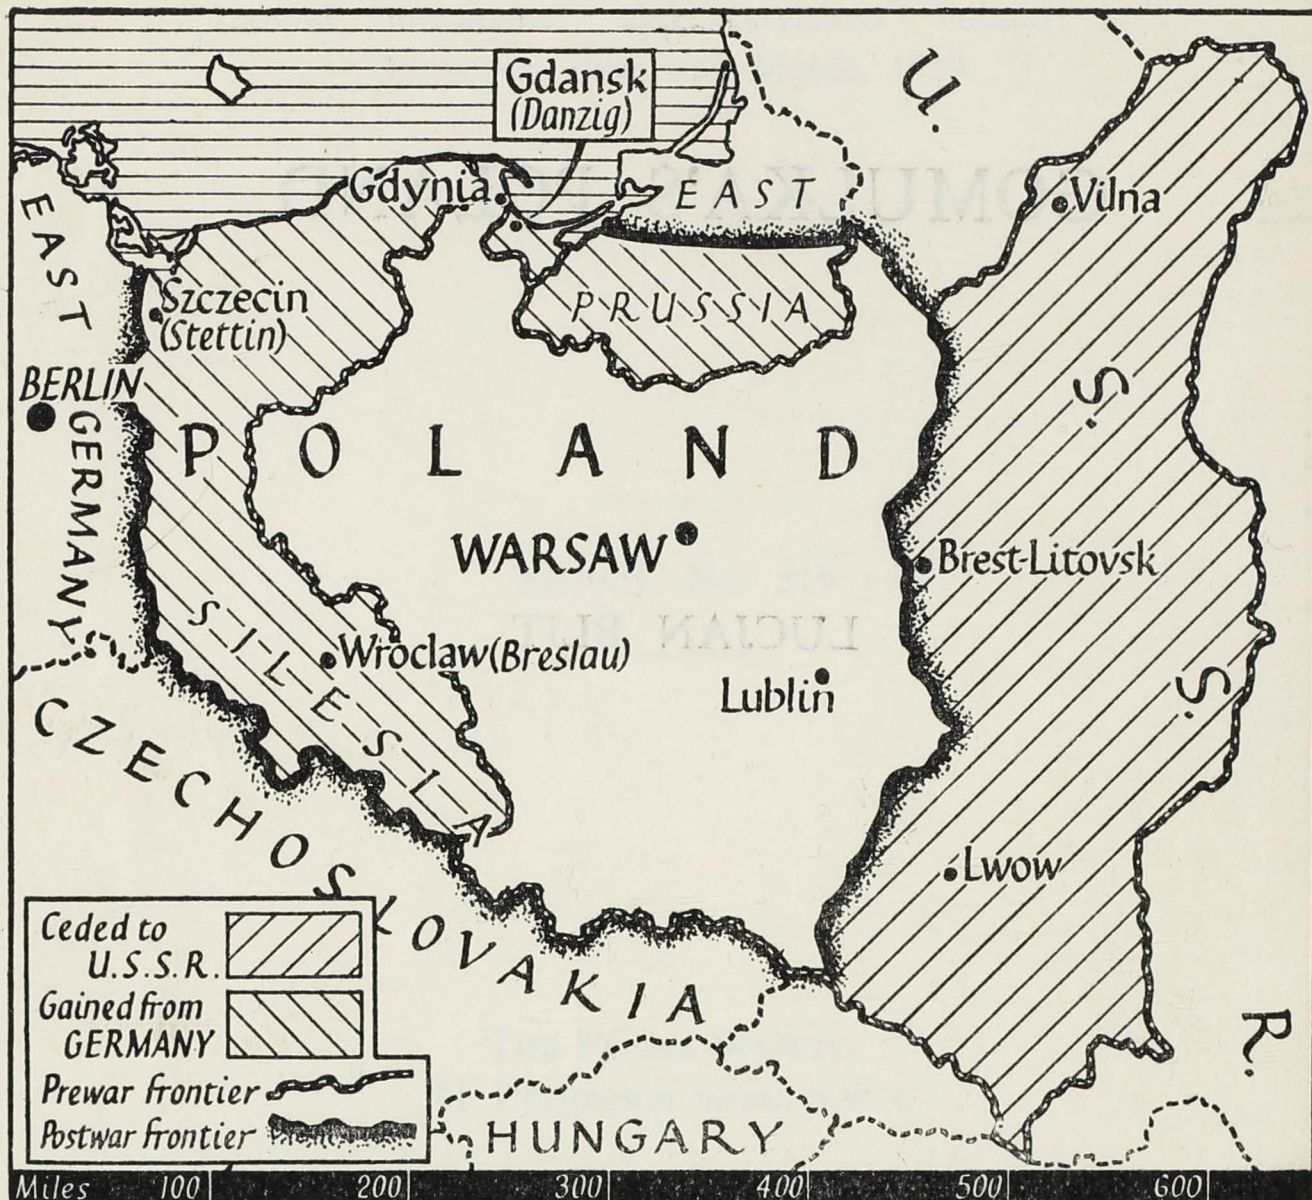 U.
S.
S.
R.
Gdansk
(Danzig)
Gdynia
EAST
PRUSSIA
Vilna
EAST
GERMANY
Szczecin
(Stettin)
BERLIN
POLAND
WARSAW
Brest-Litovsk
SILESIA
Wroclaw (Breslau)
Lublin
CZECHOSLOVAKIA
Lwow
HUNGARY
Ceded to
U.S.S.R.
Gained from
GERMANY
Prewar frontier
Postwar frontier
Miles 100 200 300 400 500 600
LUCJAN BLIT